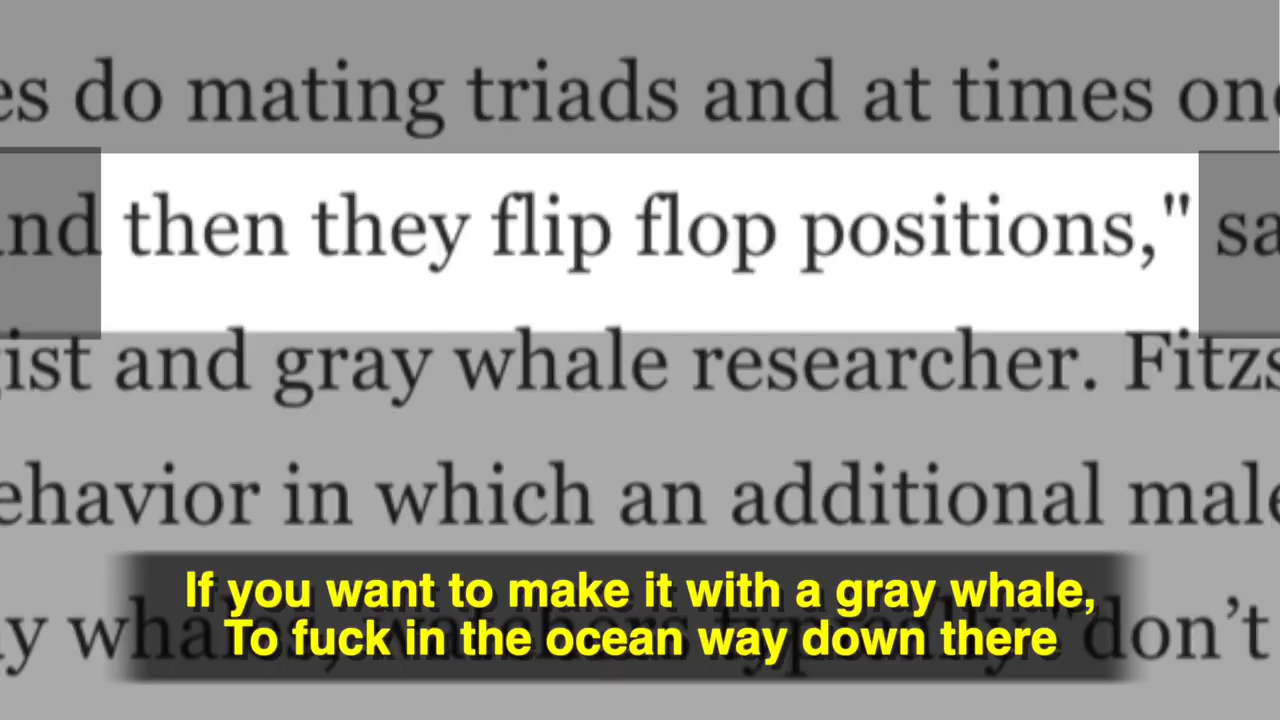 es do mating triads and at times one
and then they flip flop positions," sa
gist and gray whale researcher. Fitzs
ehavior in which an additional male
If you want to make it with a gray whale,
To fuck in the ocean way down there
y "don’t